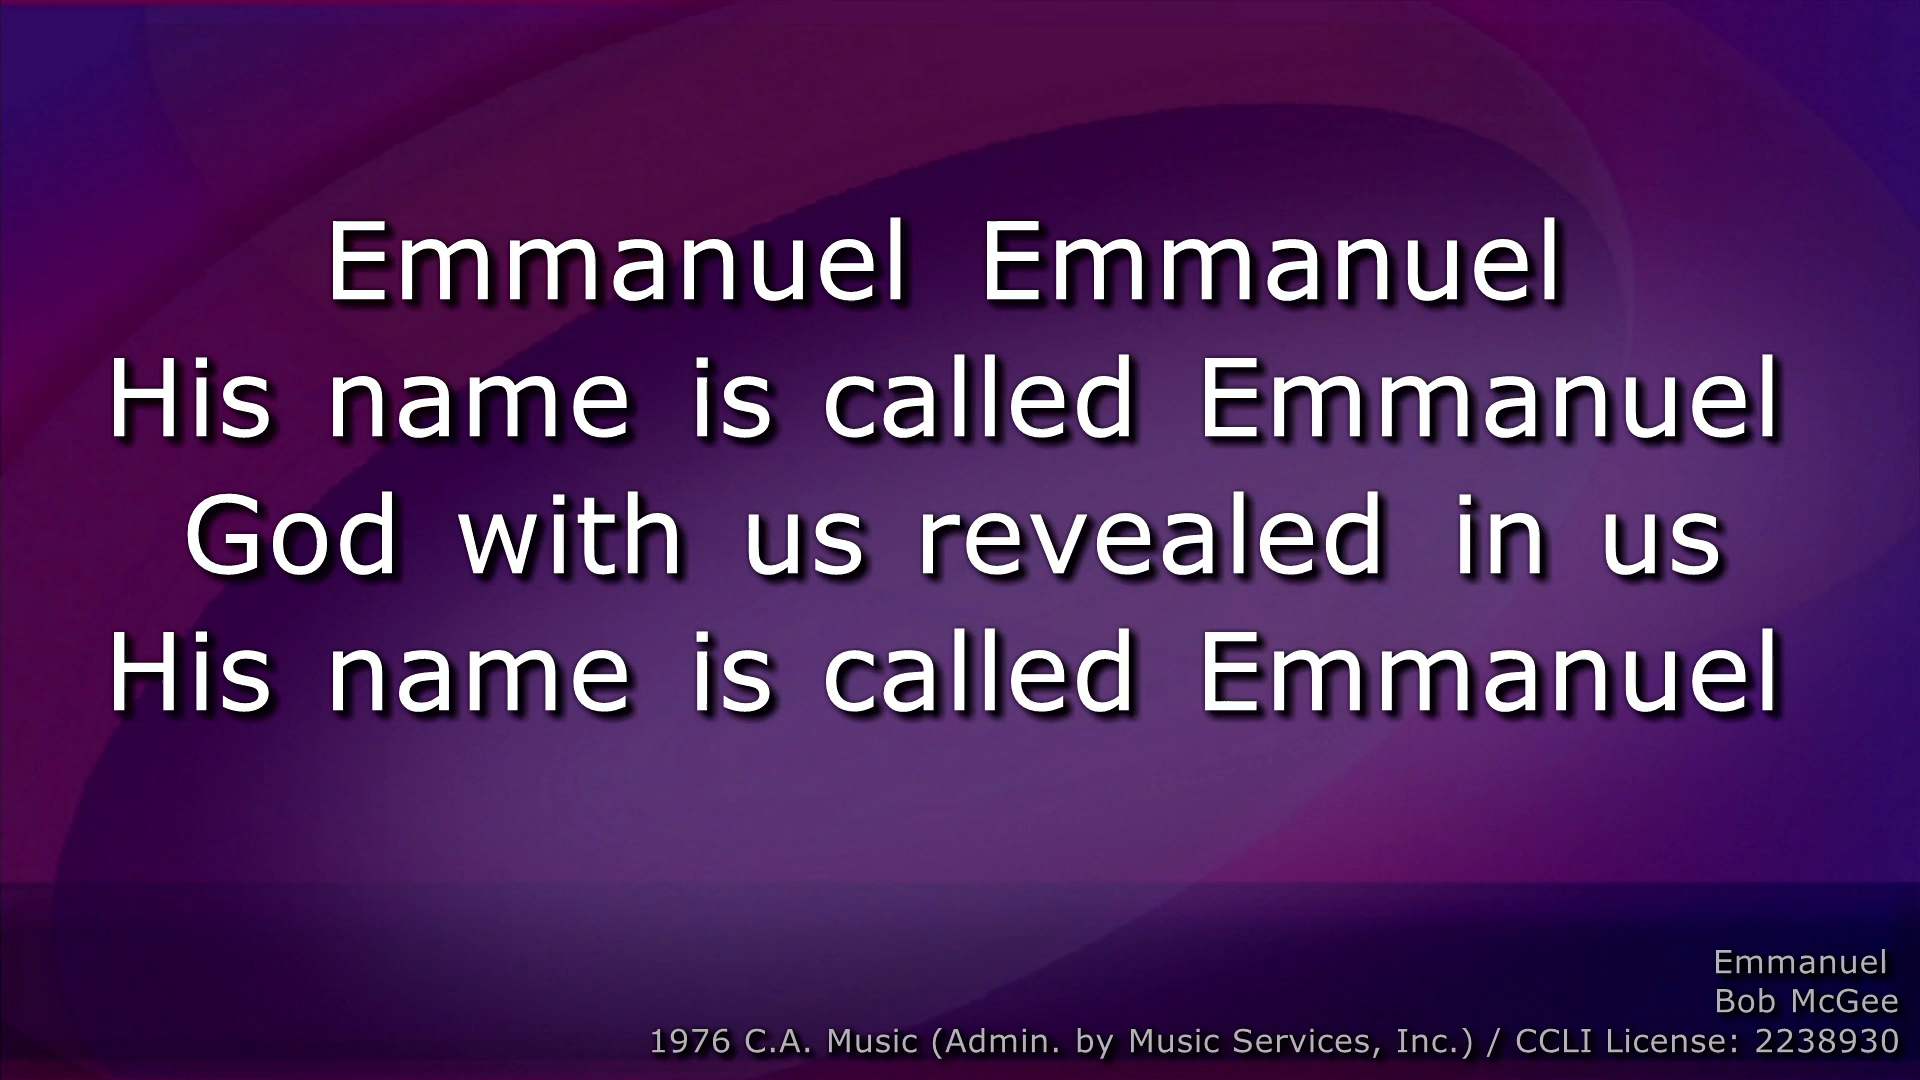 Emmanuel Emmanuel
His name is called Emmanuel
God with us revealed in us
His name is called Emmanuel
Emmanuel
Bob McGee
1976 C.A. Music (Admin. by Music Services, Inc.) / CCLI License: 2238930